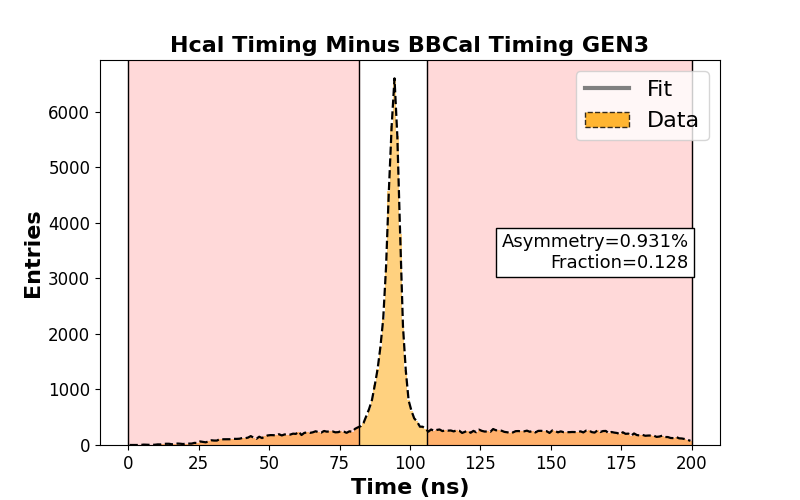 Hcal Timing Minus BBCal Timing GEN3
Fit
Data
Asymmetry=0.931%
Fraction=0.128
Entries
6000
5000
4000
3000
2000
1000
0
0 25 50 75 100 125 150 175 200
Time (ns)